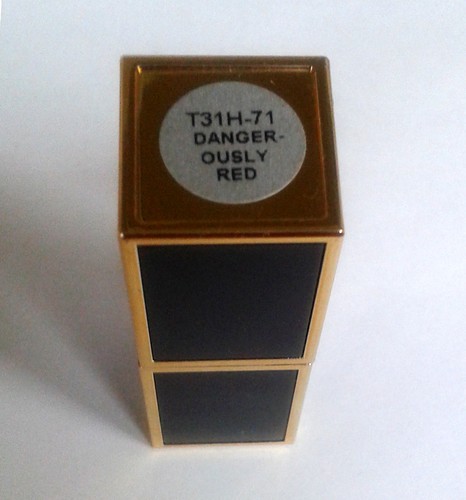 T31H-71
DANGER-
OUSLY
RED